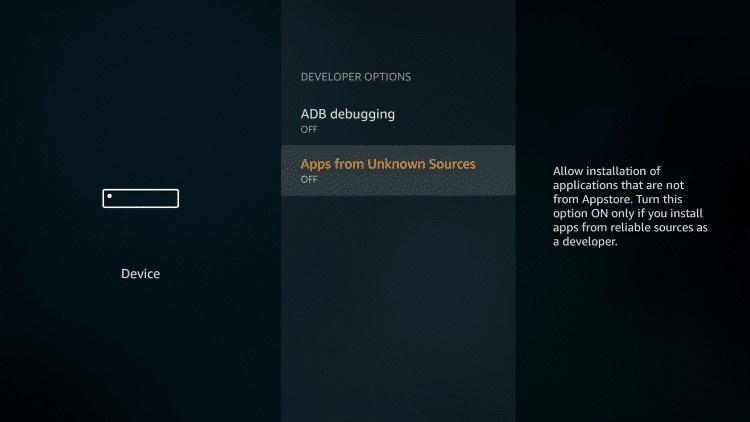 DEVELOPER OPTIONS
ADB debugging
OFF
Apps from Unknown Sources
OFF
Device
Allow installation of
applications that are not
from Appstore. Turn this
option ON only if you install
apps from reliable sources as
a developer.